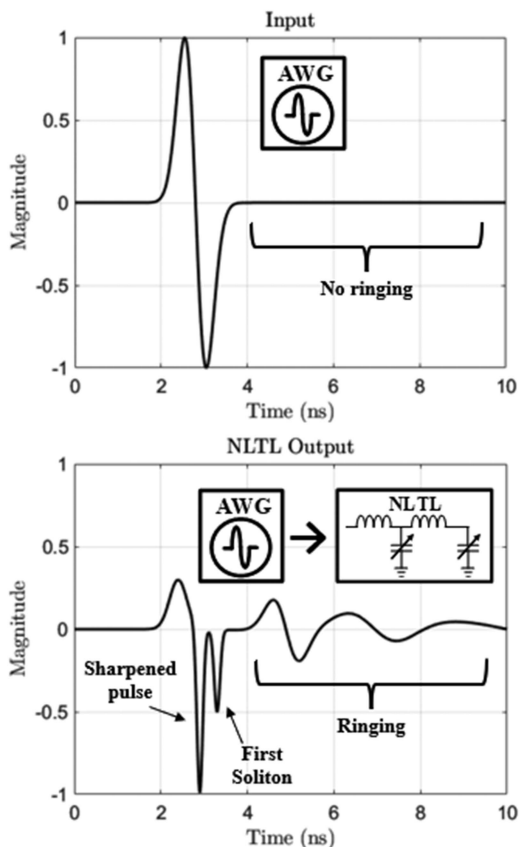 Input
1
0.5
0
-0.5
-1
Magnitude
AWG
No ringing
0 2 4 6 8 10
Time (ns)
NLTL Output
1
0.5
0
-0.5
-1
Magnitude
AWG
NLTL
Sharpened
pulse
First
Soliton
Ringing
0 2 4 6 8 10
Time (ns)